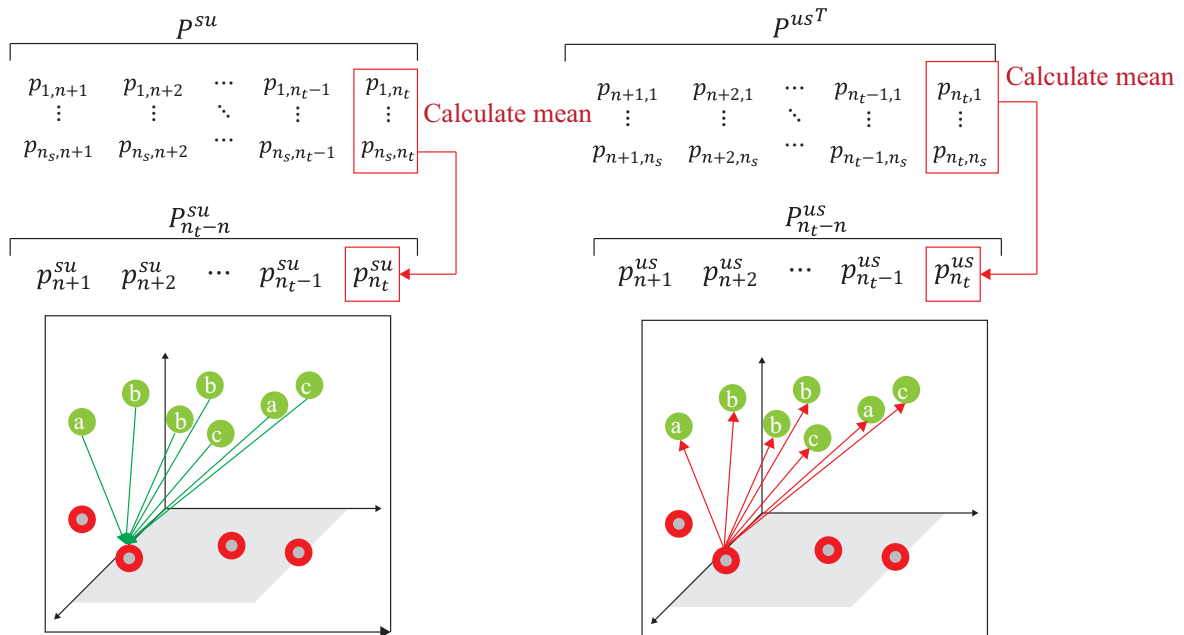 P^{su}
p_{1,n+1} p_{1,n+2} ⋯ p_{1,n_t−1} p_{1,n_t}
⋮ ⋮ ⋱ ⋮ ⋮
p_{n_s,n+1} p_{n_s,n+2} ⋯ p_{n_s,n_t−1} p_{n_s,n_t}
Calculate mean
P^{su}_{n_t−n}
p^{su}_{n+1} p^{su}_{n+2} ⋯ p^{su}_{n_t−1} p^{su}_{n_t}
a b b b c a c
P^{us^T}
p_{n+1,1} p_{n+2,1} ⋯ p_{n_t−1,1} p_{n_t,1}
⋮ ⋮ ⋱ ⋮ ⋮
p_{n+1,n_s} p_{n+2,n_s} ⋯ p_{n_t−1,n_s} p_{n_t,n_s}
Calculate mean
P^{us}_{n_t−n}
p^{us}_{n+1} p^{us}_{n+2} ⋯ p^{us}_{n_t−1} p^{us}_{n_t}
a b b b c a c